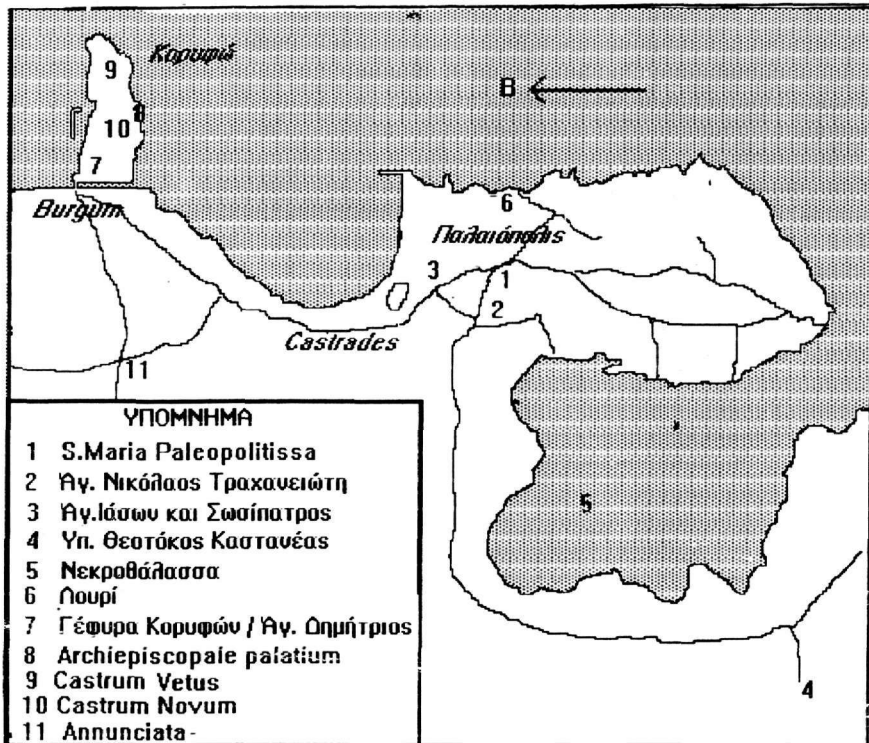 Κορυφώ
9
B
8
10
7
Burgum
6
Παλαιόπολις
3
1
2
Castrades
11
5
4
ΥΠΟΜΝΗΜΑ
1 S.Maria Paleopolitissa
2 Άγ. Νικόλαος Τραχανειώτη
3 Άγ.Ιάσων και Σωσίπατρος
4 Υπ. Θεοτόκος Καστανέας
5 Νεκροθάλασσα
6 Λουρί
7 Γέφυρα Κορυφών / Άγ. Δημήτριος
8 Archiepiscopale palatium
9 Castrum Vetus
10 Castrum Novum
11 Annunciata